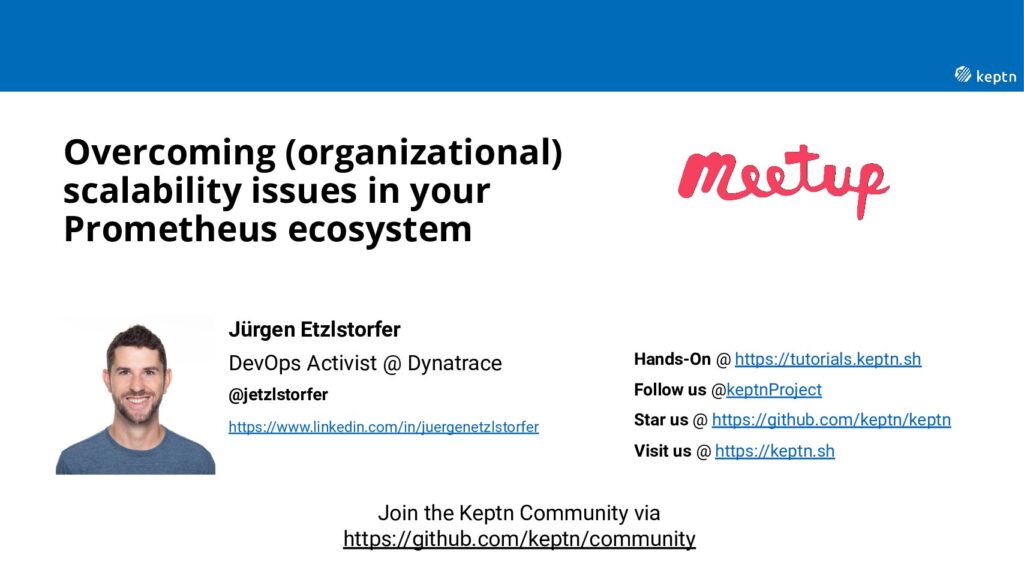 keptn
Overcoming (organizational)
scalability issues in your
Prometheus ecosystem
meetup
Jürgen Etzlstorfer
DevOps Activist @ Dynatrace
@jetzlstorfer
https://www.linkedin.com/in/juergenetzlstorfer
Hands-On @ https://tutorials.keptn.sh
Follow us @keptnProject
Star us @ https://github.com/keptn/keptn
Visit us @ https://keptn.sh
Join the Keptn Community via
https://github.com/keptn/community